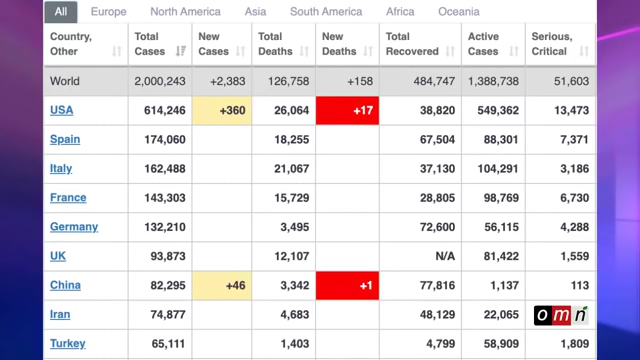 All Europe North America Asia South America Africa Oceania
Country, Other Total Cases New Cases Total Deaths New Deaths Total Recovered Active Cases Serious, Critical
World 2,000,243 +2,383 126,758 +158 484,747 1,388,738 51,603
USA 614,246 +360 26,064 +17 38,820 549,362 13,473
Spain 174,060 18,255 67,504 88,301 7,371
Italy 162,488 21,067 37,130 104,291 3,186
France 143,303 15,729 28,805 98,769 6,730
Germany 132,210 3,495 72,600 56,115 4,288
UK 93,873 12,107 N/A 81,422 1,559
China 82,295 +46 3,342 +1 77,816 1,137 113
Iran 74,877 4,683 48,129 22,065 omn
Turkey 65,111 1,403 4,799 58,909 1,809